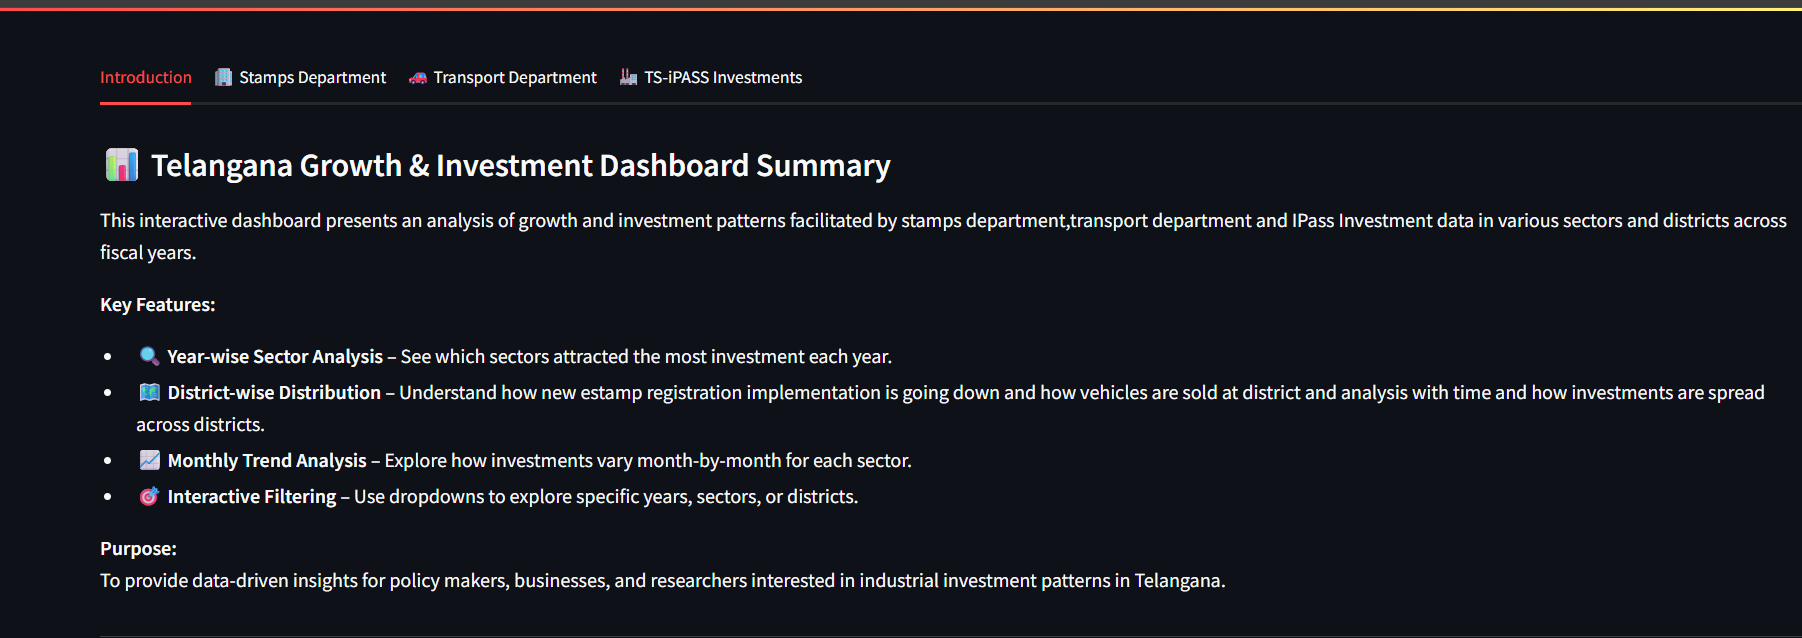 Introduction Stamps Department Transport Department TS-iPASS Investments
Telangana Growth & Investment Dashboard Summary
This interactive dashboard presents an analysis of growth and investment patterns facilitated by stamps department,transport department and IPass Investment data in various sectors and districts across
fiscal years.
Key Features:
• Year-wise Sector Analysis – See which sectors attracted the most investment each year.
• District-wise Distribution – Understand how new estamp registration implementation is going down and how vehicles are sold at district and analysis with time and how investments are spread
across districts.
• Monthly Trend Analysis – Explore how investments vary month-by-month for each sector.
• Interactive Filtering – Use dropdowns to explore specific years, sectors, or districts.
Purpose:
To provide data-driven insights for policy makers, businesses, and researchers interested in industrial investment patterns in Telangana.